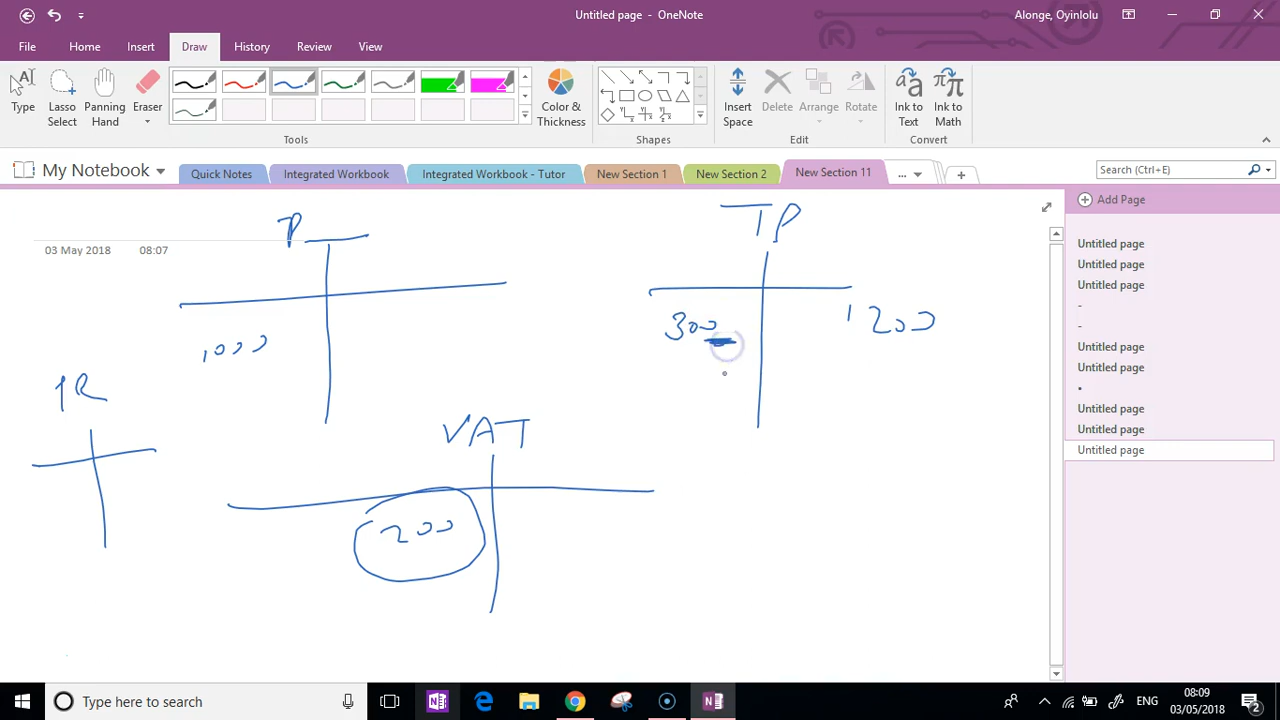 Untitled page - OneNote
Alonge, Oyinlolu
File Home Insert Draw History Review View
Type
Lasso Select
Panning Hand
Eraser
Color & Thickness
Insert Space
Delete
Arrange
Rotate
Ink to Text
Ink to Math
Tools
Shapes
Edit
Convert
My Notebook
Quick Notes
Integrated Workbook
Integrated Workbook - Tutor
New Section 1
New Section 2
New Section 11
...
Search (Ctrl+E)
Add Page
03 May 2018 08:07
P
TP
1000
300
1200
PR
VAT
200
Untitled page
Untitled page
Untitled page
-
-
Untitled page
Untitled page
•
Untitled page
Untitled page
Untitled page
Type here to search
ENG
08:09
03/05/2018
2